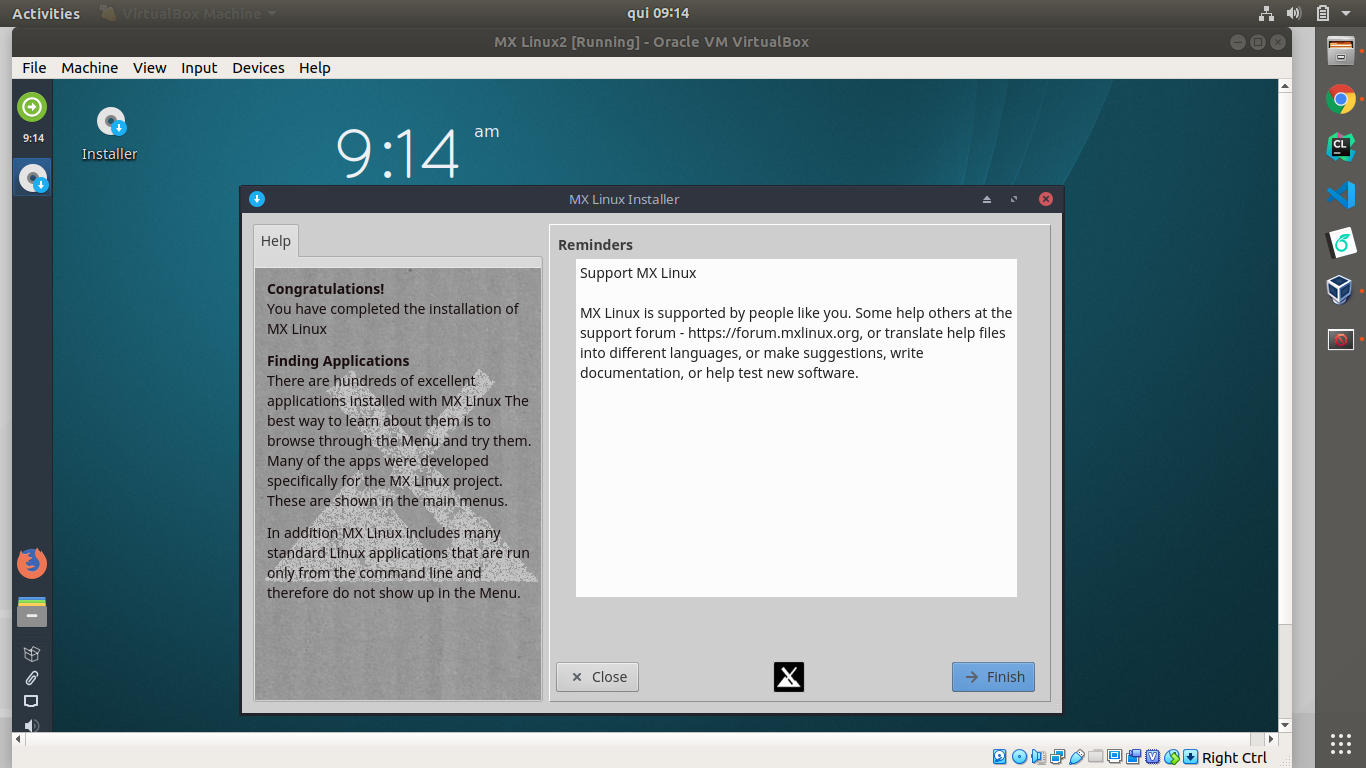 Activities
VirtualBox Machine
qui 09:14
MX Linux2 [Running] - Oracle VM VirtualBox
File Machine View Input Devices Help
9:14
Installer
9:14 am
MX Linux Installer
Help
Congratulations!
You have completed the installation of
MX Linux
Finding Applications
There are hundreds of excellent
applications installed with MX Linux The
best way to learn about them is to
browse through the Menu and try them.
Many of the apps were developed
specifically for the MX Linux project.
These are shown in the main menus.
In addition MX Linux includes many
standard Linux applications that are run
only from the command line and
therefore do not show up in the Menu.
Reminders
Support MX Linux
MX Linux is supported by people like you. Some help others at the
support forum - https://forum.mxlinux.org, or translate help files
into different languages, or make suggestions, write
documentation, or help test new software.
Close
Finish
CL
Right Ctrl